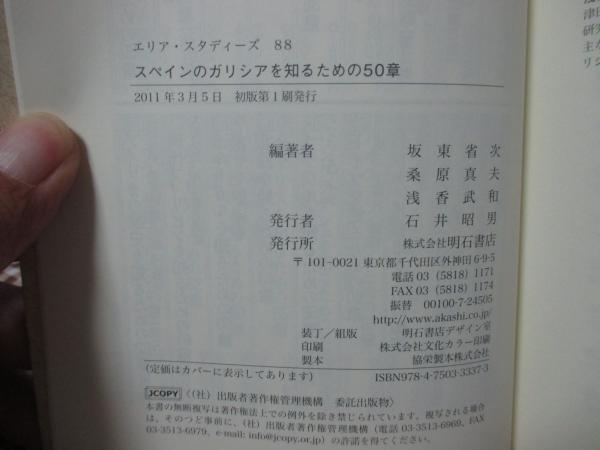 エリア・スタディーズ 88
スペインのガリシアを知るための50章
2011年3月5日 初版第1刷発行
編著者 坂東省次
桑原真夫
浅香武和
発行者 石井昭男
発行所 株式会社 明石書店
〒101-0021 東京都千代田区外神田6-9-5
電話 03 (5818) 1171
FAX 03 (5818) 1174
振替 00100-7-24505
http://www.akashi.co.jp/
装丁/組版 明石書店デザイン室
印刷 株式会社文化カラー印刷
製本 協栄製本株式会社
(定価はカバーに表示してあります) ISBN978-4-7503-3337-3
JCOPY 〈(社) 出版者著作権管理機構 委託出版物〉
本書の無断複写は著作権法上での例外を除き禁じられています。複写される場合
は、そのつど事前に、(社) 出版者著作権管理機構 (電話 03-3513-6969、FAX
03-3513-6979、e-mail: info@jcopy.or.jp) の許諾を得てください。
津田
研究
主な
リシ